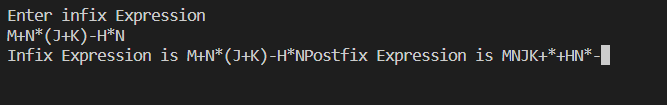 Enter infix Expression
M+N*(J+K)-H*N
Infix Expression is M+N*(J+K)-H*NPostfix Expression is MNJK+*+HN*-